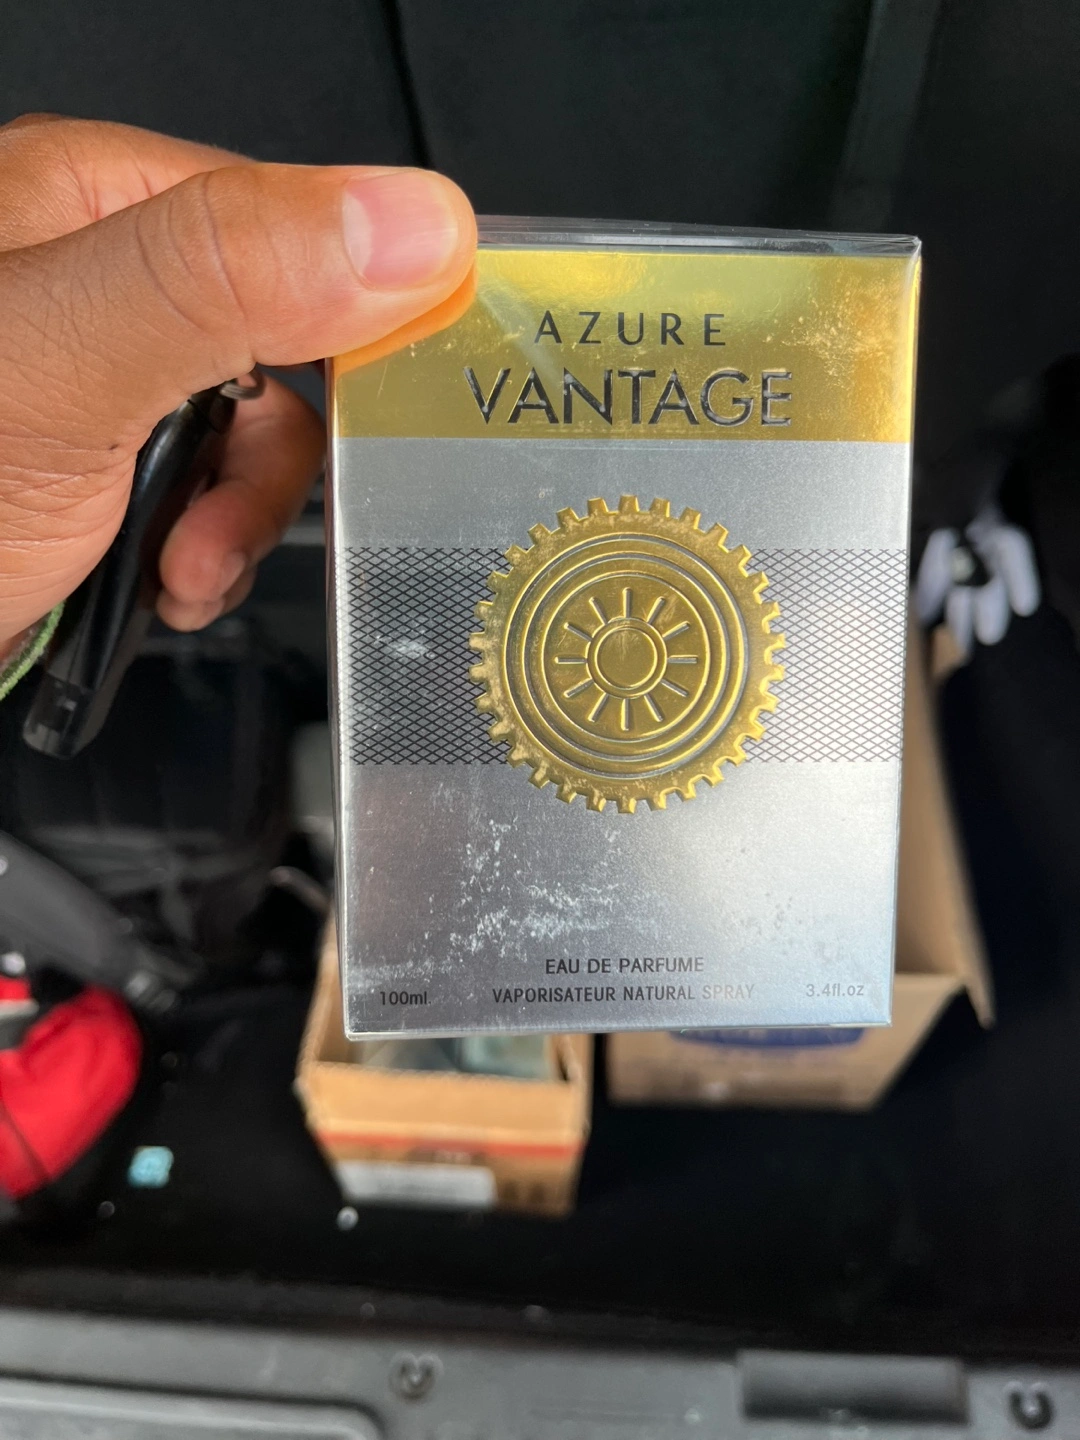 AZURE
VANTAGE
EAU DE PARFUME
100ml.
VAPORISATEUR NATURAL SPRAY
3.4fl.oz